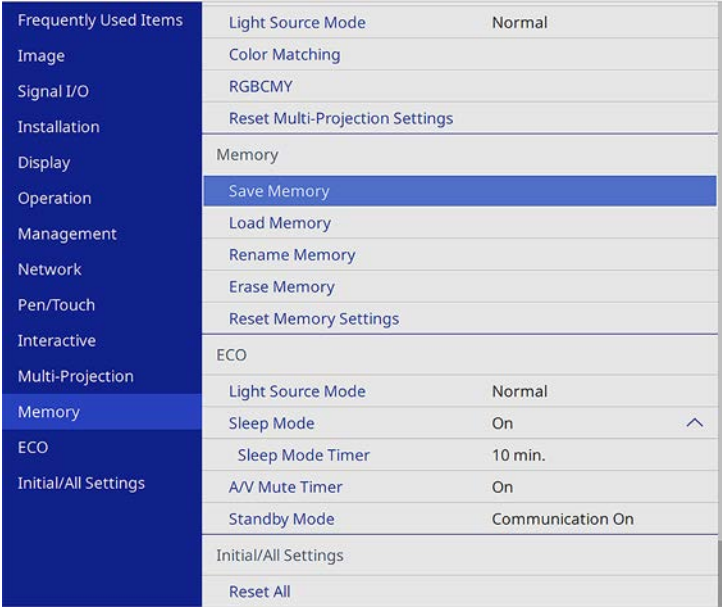 Frequently Used Items
Image
Signal I/O
Installation
Display
Operation
Management
Network
Pen/Touch
Interactive
Multi-Projection
Memory
ECO
Initial/All Settings
Light Source Mode Normal
Color Matching
RGBCMY
Reset Multi-Projection Settings
Memory
Save Memory
Load Memory
Rename Memory
Erase Memory
Reset Memory Settings
ECO
Light Source Mode Normal
Sleep Mode On
Sleep Mode Timer 10 min.
A/V Mute Timer On
Standby Mode Communication On
Initial/All Settings
Reset All